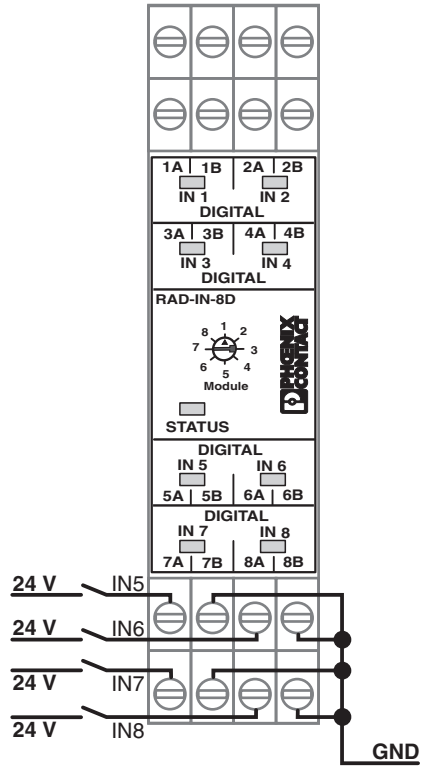 1A 1B 2A 2B
IN 1 IN 2
DIGITAL
3A 3B 4A 4B
IN 3 IN 4
DIGITAL
RAD-IN-8D
1
8 2
7 3
6 4
5
Module
PHŒNIX
CONTACT
STATUS
DIGITAL
IN 5 IN 6
5A 5B 6A 6B
DIGITAL
IN 7 IN 8
7A 7B 8A 8B
24 V IN5
24 V IN6
24 V IN7
24 V IN8
GND